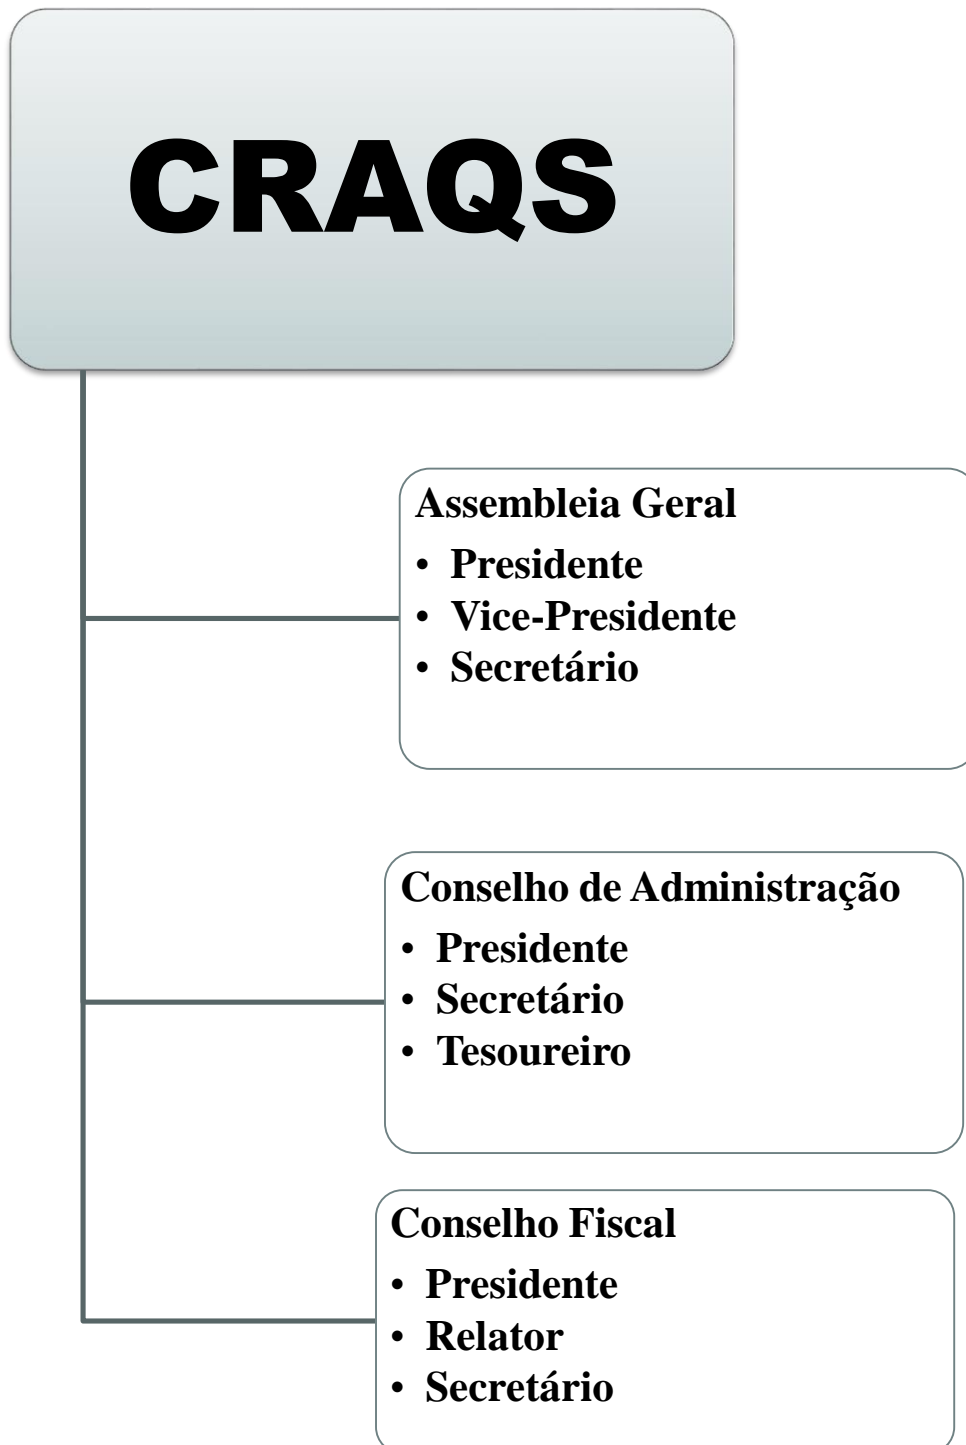 CRAQS
Assembleia Geral
• Presidente
• Vice-Presidente
• Secretário
Conselho de Administração
• Presidente
• Secretário
• Tesoureiro
Conselho Fiscal
• Presidente
• Relator
• Secretário